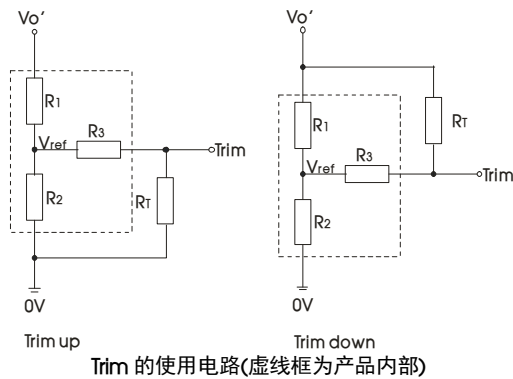 Vo'
R1
Vref
R3
Trim
R2
RT
0V
Trim up
Vo'
R1
RT
Vref
R3
Trim
R2
0V
Trim down
Trim 的使用电路(虚线框为产品内部)